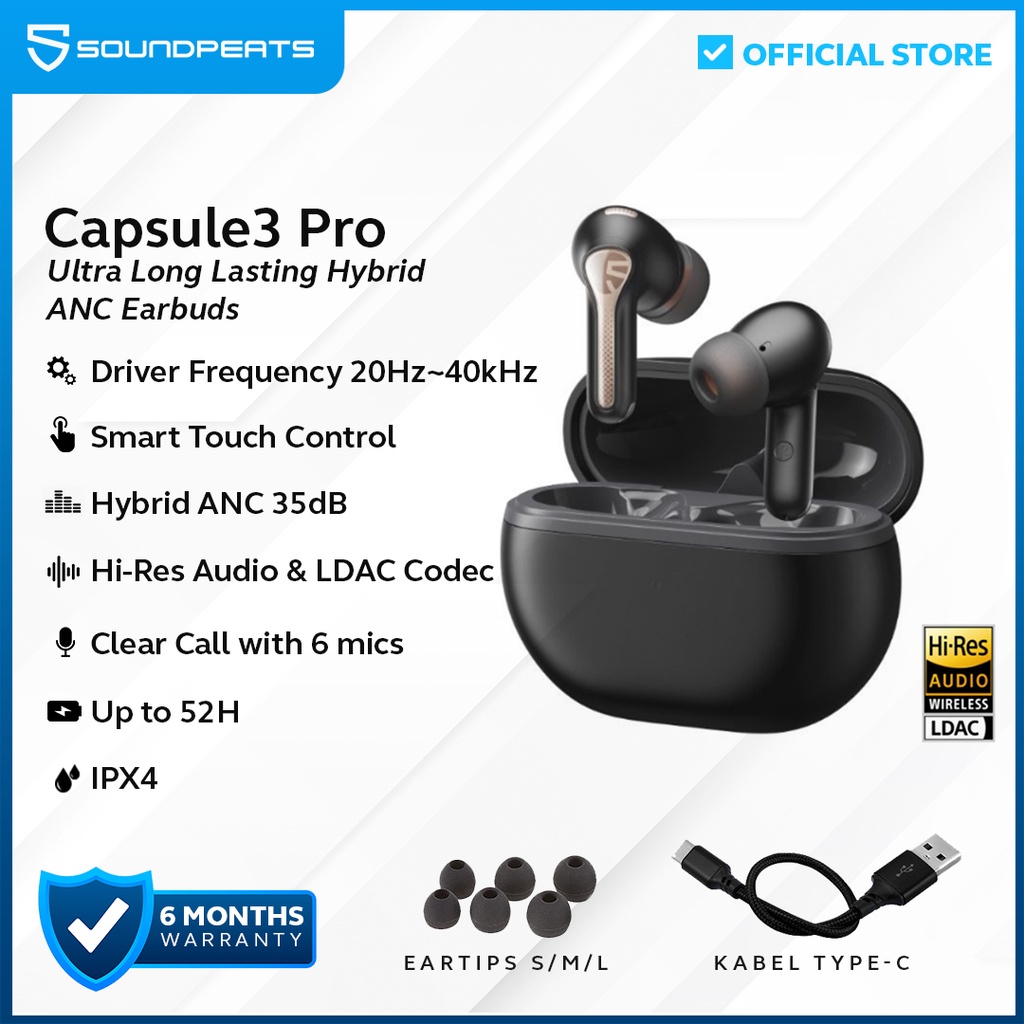 SOUNDPEATS
OFFICIAL STORE
Capsule3 Pro
Ultra Long Lasting Hybrid
ANC Earbuds
Driver Frequency 20Hz~40kHz
Smart Touch Control
Hybrid ANC 35dB
Hi-Res Audio & LDAC Codec
Clear Call with 6 mics
Up to 52H
IPX4
Hi-Res
AUDIO
WIRELESS
LDAC
6 MONTHS
WARRANTY
EARTIPS S/M/L
KABEL TYPE-C